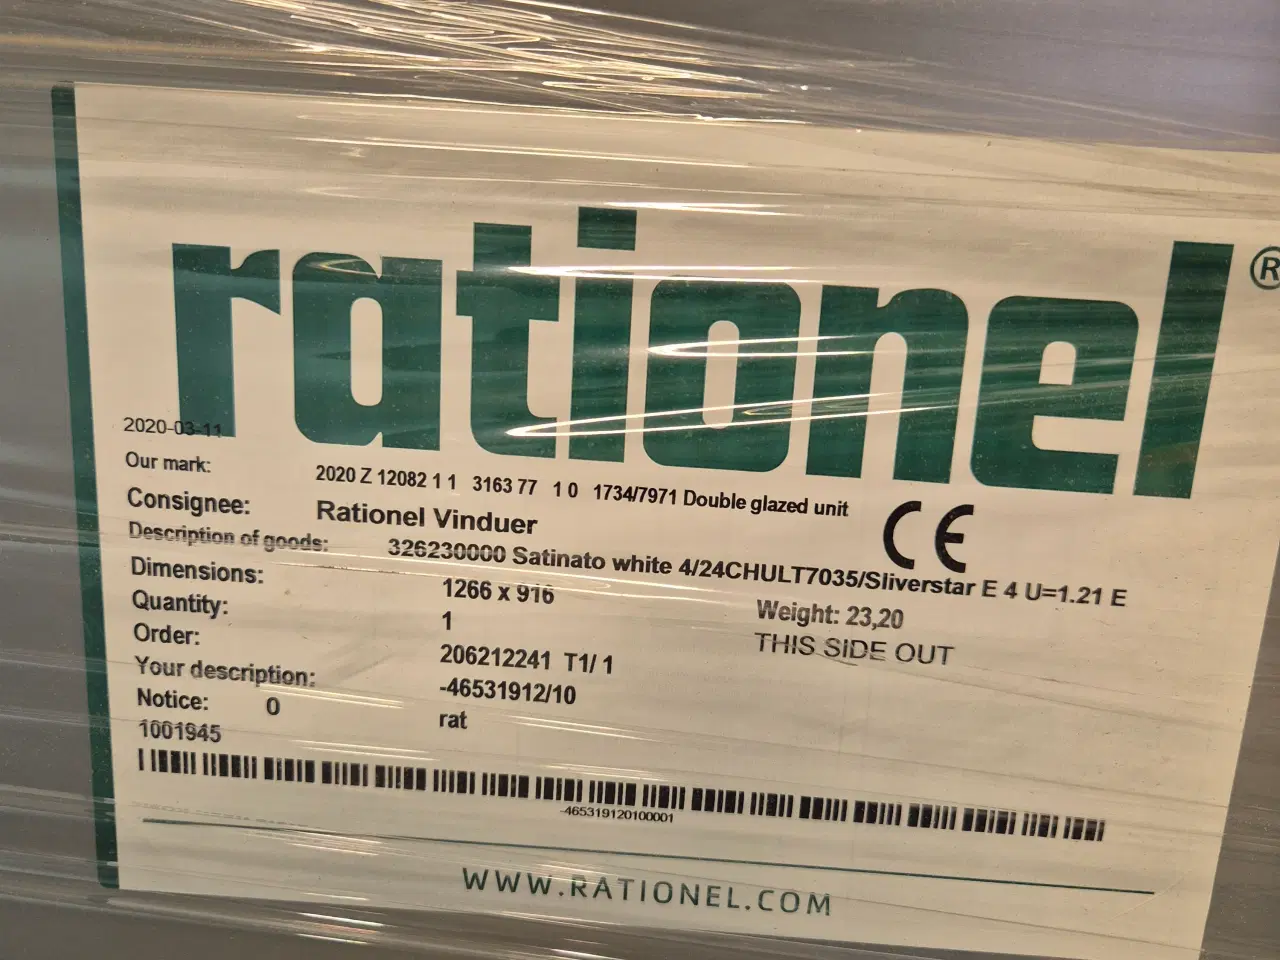 rationel®
2020-03-11
Our mark: 2020 Z 12082 1 1 3163 77 1 0 1734/7971 Double glazed unit
CE
Consignee: Rationel Vinduer
Description of goods: 326230000 Satinato white 4/24CHULT7035/Sliverstar E 4 U=1.21 E
Dimensions: 1266 x 916 Weight: 23,20
Quantity: 1 THIS SIDE OUT
Order: 206212241 T1/ 1
Your description: -46531912/10
Notice: 0 rat
1001945
-465319120100001
WWW.RATIONEL.COM